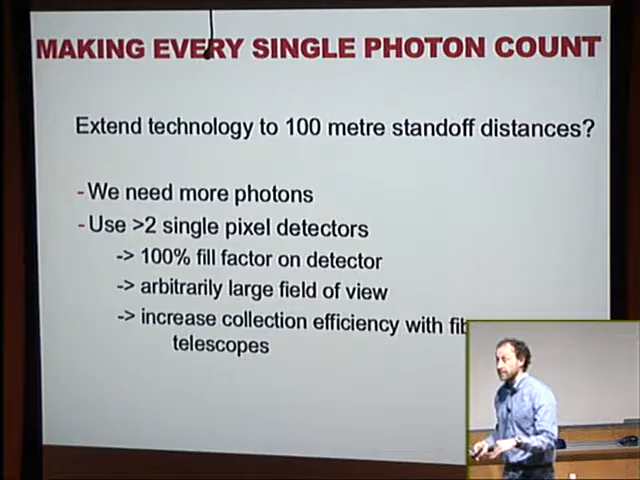 MAKING EVERY SINGLE PHOTON COUNT
Extend technology to 100 metre standoff distances?
- We need more photons
- Use >2 single pixel detectors
-> 100% fill factor on detector
-> arbitrarily large field of view
-> increase collection efficiency with
telescopes